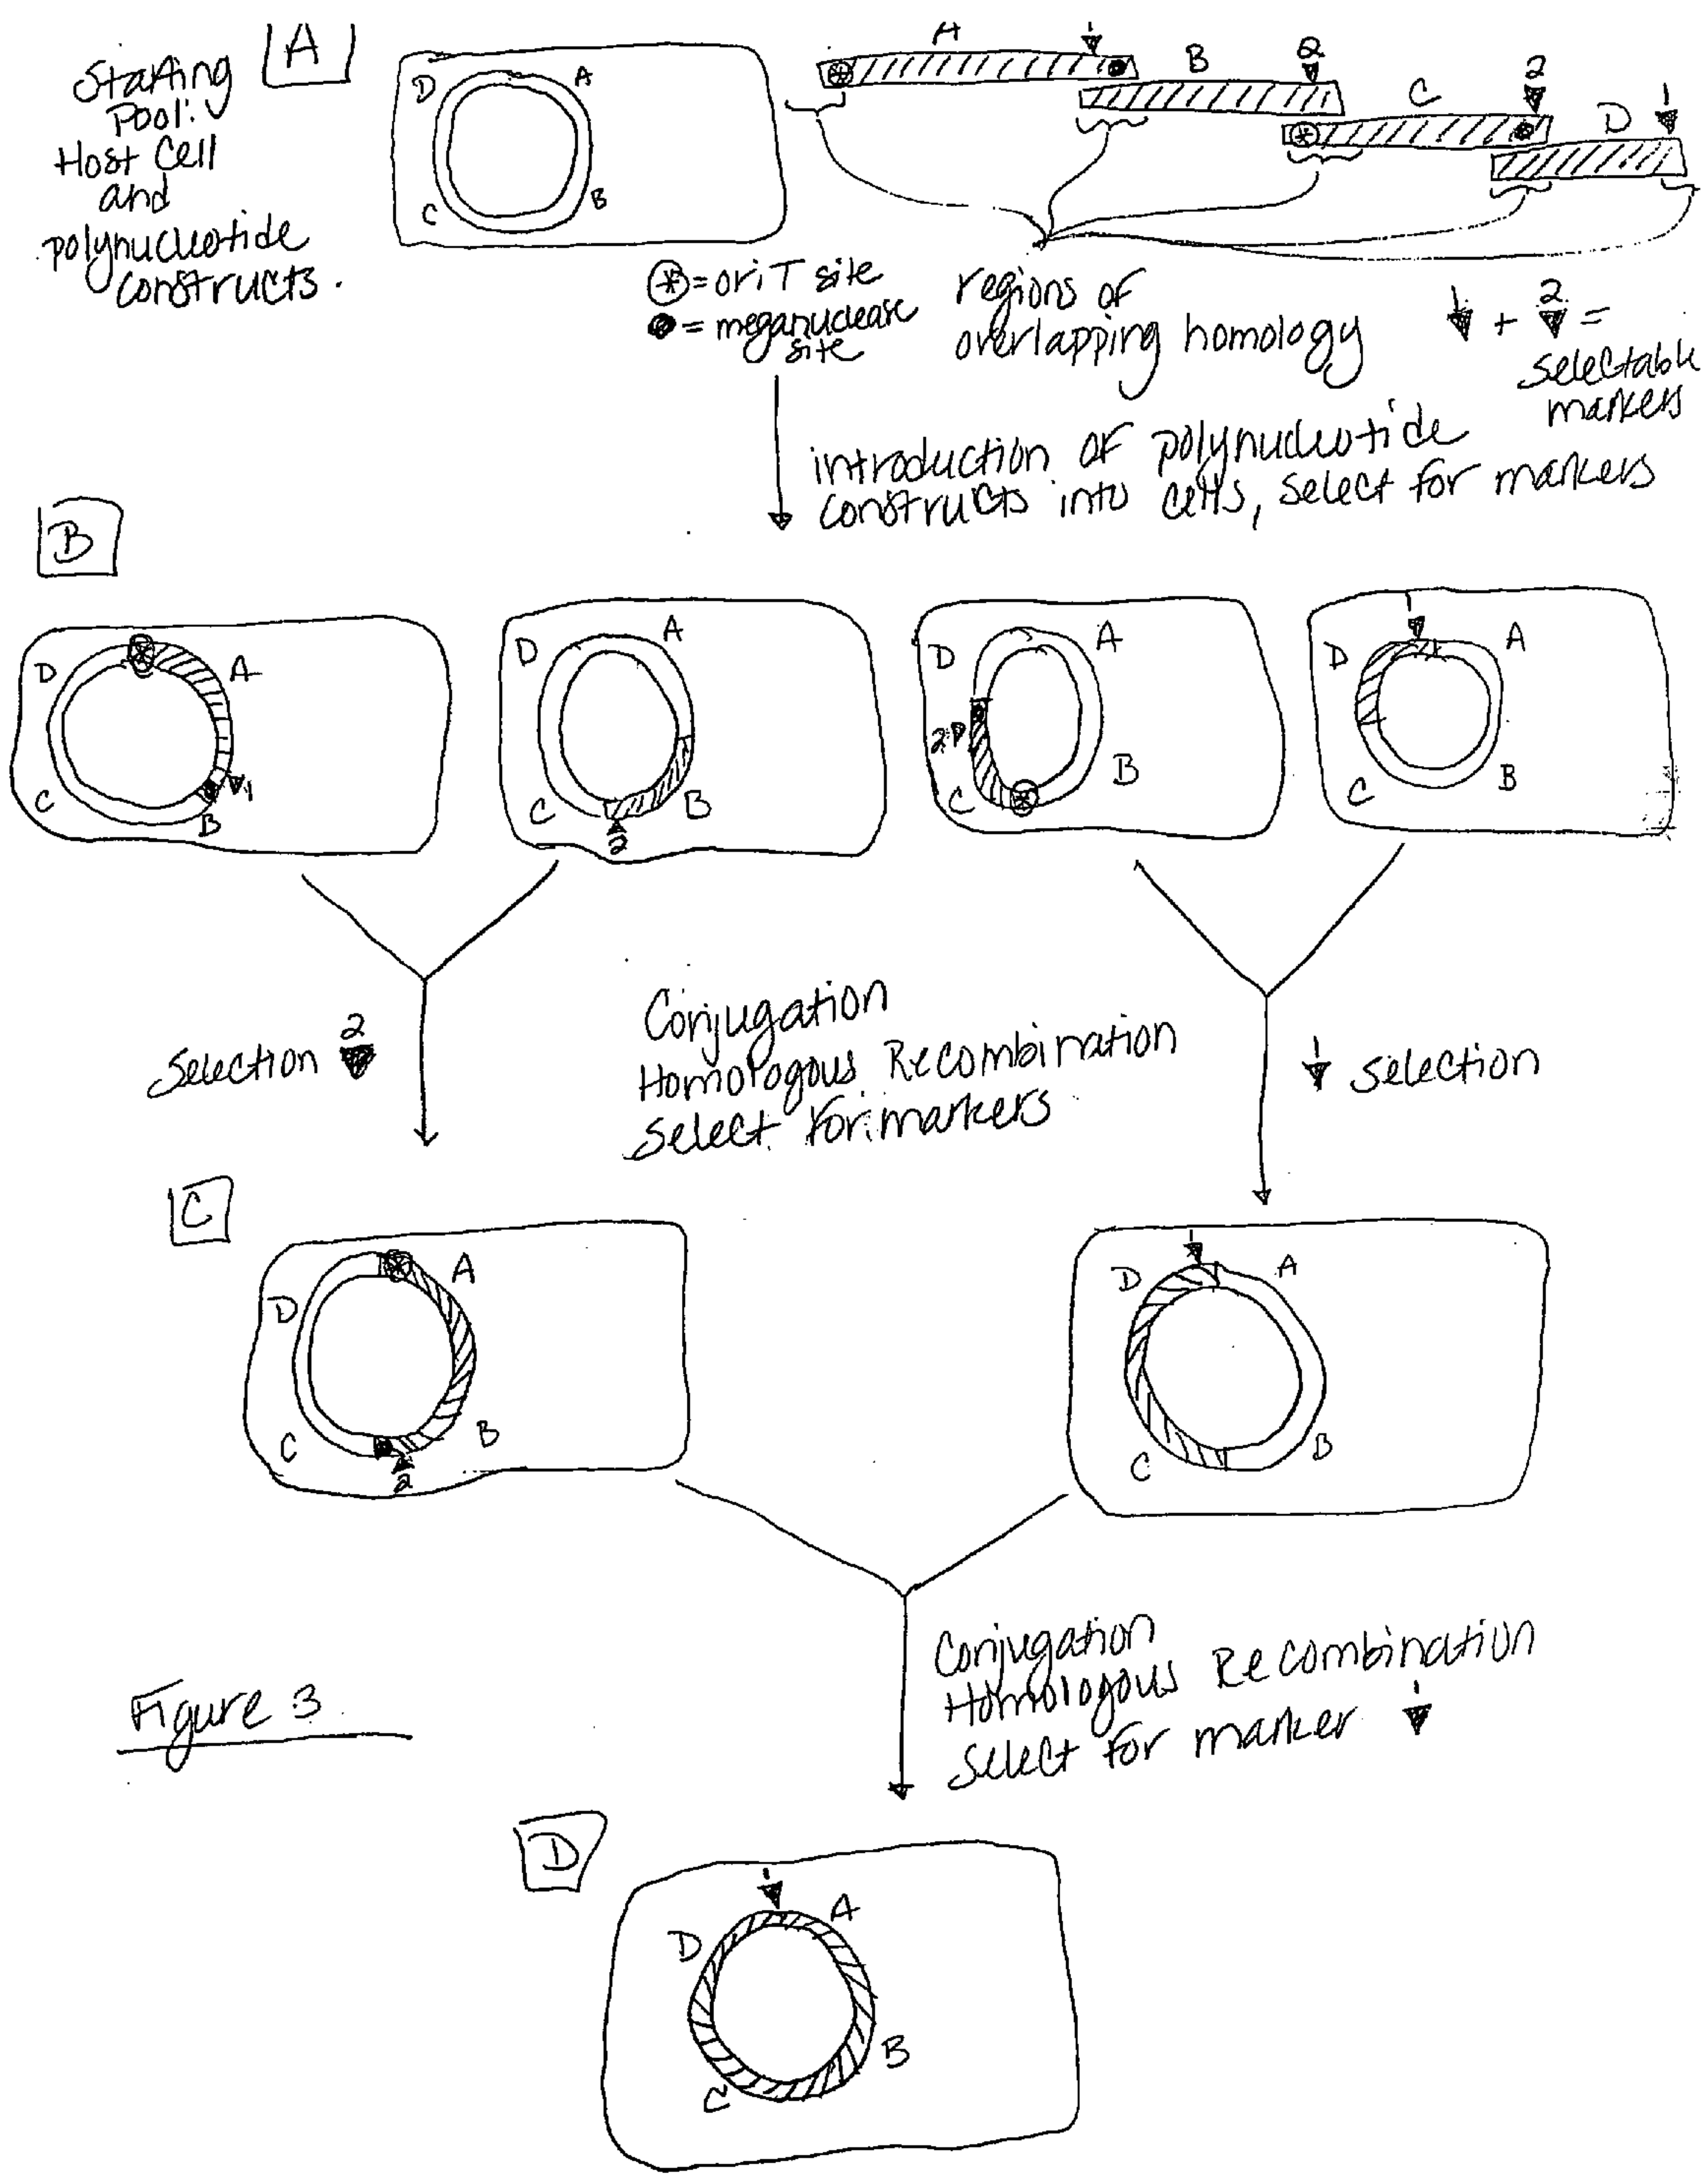 A
Starting
Pool:
Host Cell
and
polynucleotide
constructs.
D A
C B
A 1
B 2
C 2
D 1
= oriT site
= meganuclease
site
regions of
overlapping homology
1 + 2 =
selectable
markers
introduction of polynucleotide
constructs into cells, select for markers
B
D A
C B 1
D A
C B
2
D A
2
C B
1
D A
C B
Selection 2
Conjugation
Homologous Recombination
Select for markers
1 selection
C
A
D
C B
2
1
D A
C B
Conjugation
Homologous Recombination
Select for marker 1
Figure 3
D
1
D A
C B